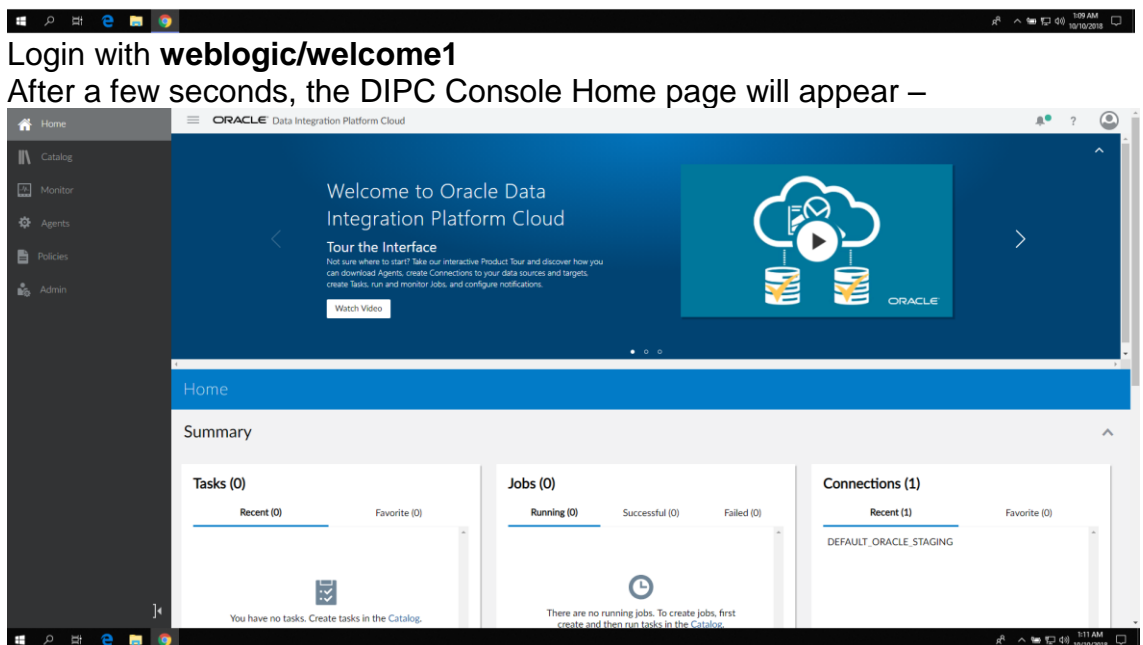 1:09 AM
10/10/2018
Login with weblogic/welcome1
After a few seconds, the DIPC Console Home page will appear –
Home
ORACLE Data Integration Platform Cloud
?
Catalog
Monitor
Agents
Policies
Admin
Welcome to Oracle Data
Integration Platform Cloud
Tour the Interface
Not sure where to start? Take our interactive Product Tour and discover how you
can download Agents, create Connections to your data sources and targets,
create Tasks, run and monitor Jobs, and configure notifications.
Watch Video
ORACLE
Home
Summary
Tasks (0)
Recent (0) Favorite (0)
You have no tasks. Create tasks in the Catalog.
Jobs (0)
Running (0) Successful (0) Failed (0)
There are no running jobs. To create jobs, first
create and then run tasks in the Catalog.
Connections (1)
Recent (1) Favorite (0)
DEFAULT_ORACLE_STAGING
1:11 AM
10/10/2018